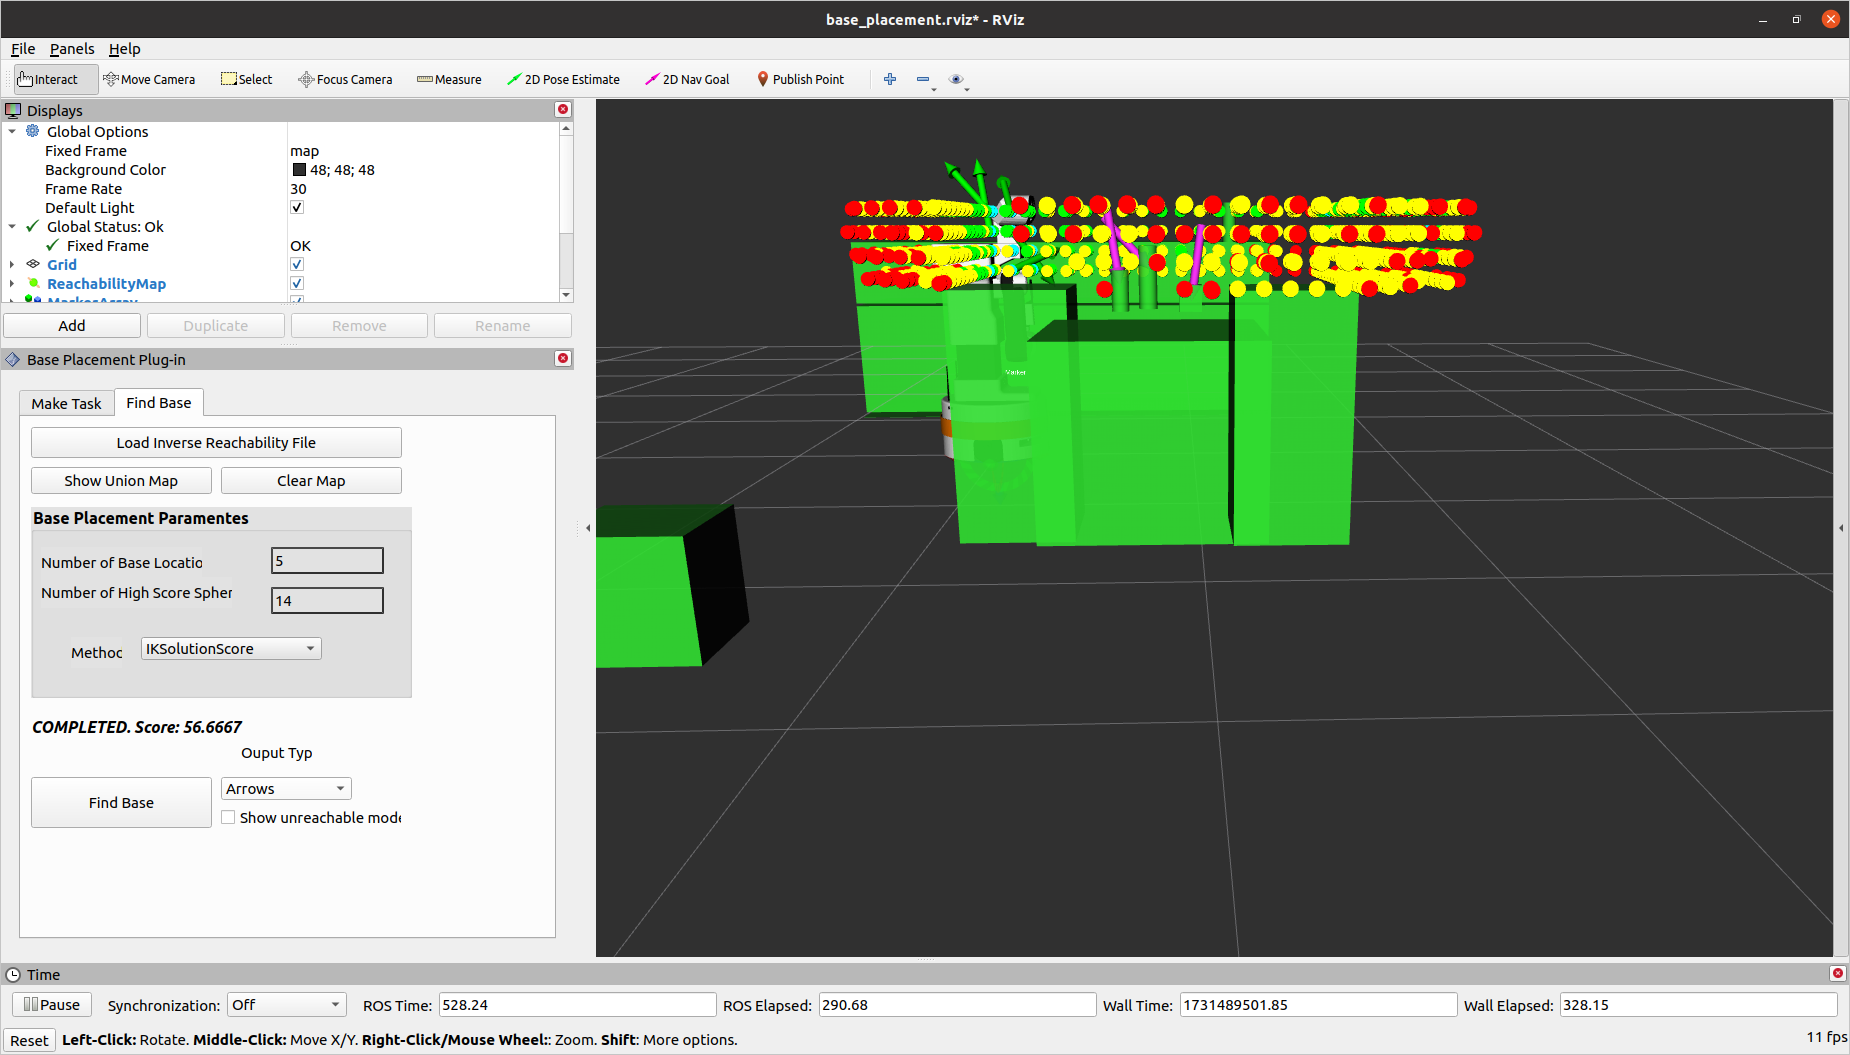 base_placement.rviz* - RViz
File Panels Help
Interact Move Camera Select Focus Camera Measure 2D Pose Estimate 2D Nav Goal Publish Point
Displays
Global Options
Fixed Frame map
Background Color 48; 48; 48
Frame Rate 30
Default Light
Global Status: Ok
Fixed Frame OK
Grid
ReachabilityMap
MarkerArray
Add Duplicate Remove Rename
Base Placement Plug-in
Make Task Find Base
Load Inverse Reachability File
Show Union Map Clear Map
Base Placement Paramentes
Number of Base Locatio 5
Number of High Score Spher 14
Methoc IKSolutionScore
COMPLETED. Score: 56.6667
Ouput Typ
Find Base Arrows
Show unreachable mode
Marker
Time
Pause Synchronization: Off ROS Time: 528.24 ROS Elapsed: 290.68 Wall Time: 1731489501.85 Wall Elapsed: 328.15
Reset Left-Click: Rotate. Middle-Click: Move X/Y. Right-Click/Mouse Wheel:: Zoom. Shift: More options. 11 fps